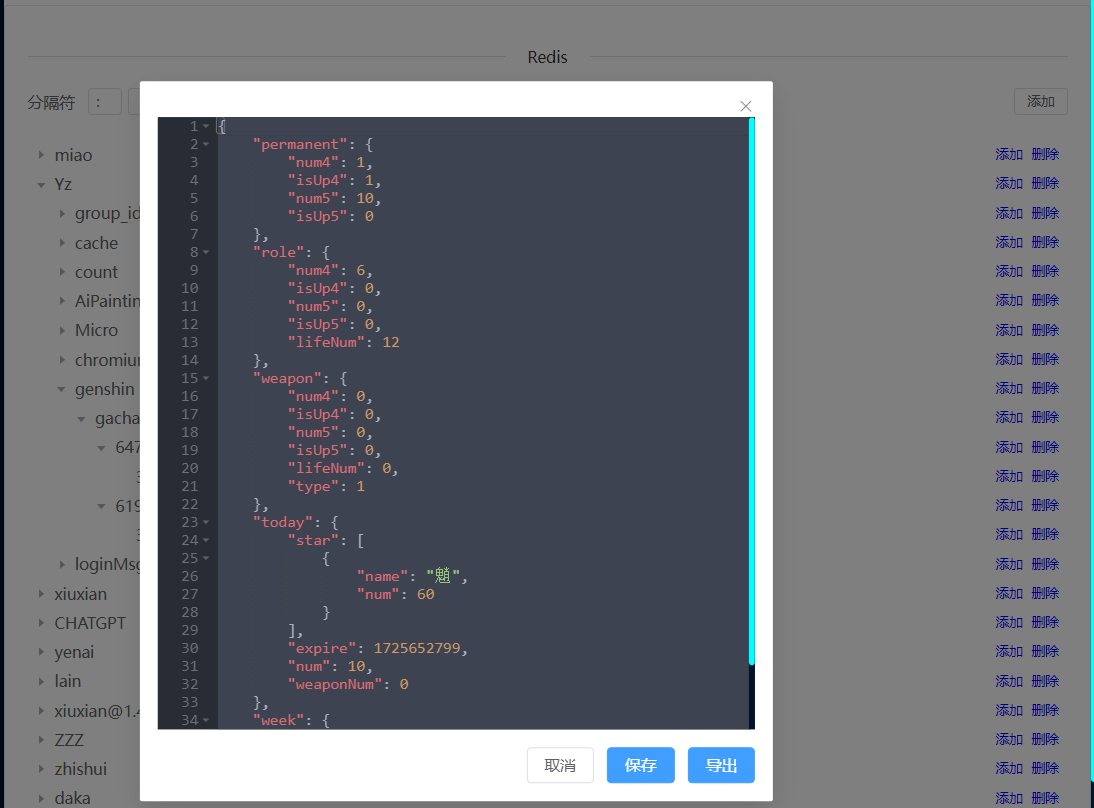 Redis
分隔符 :
添加
miao 添加 删除
Yz 添加 删除
group_id 添加 删除
cache 添加 删除
count 添加 删除
AiPaintin 添加 删除
Micro 添加 删除
chromiu 添加 删除
genshin 添加 删除
gacha 添加 删除
647 添加 删除
3 添加 删除
619 添加 删除
3 添加 删除
loginMsg 添加 删除
xiuxian 添加 删除
CHATGPT 添加 删除
yenai 添加 删除
lain 添加 删除
xiuxian@1.4 添加 删除
ZZZ 添加 删除
zhishui 添加 删除
daka 添加 删除
1 {
2 "permanent": {
3 "num4": 1,
4 "isUp4": 1,
5 "num5": 10,
6 "isUp5": 0
7 },
8 "role": {
9 "num4": 6,
10 "isUp4": 0,
11 "num5": 0,
12 "isUp5": 0,
13 "lifeNum": 12
14 },
15 "weapon": {
16 "num4": 0,
17 "isUp4": 0,
18 "num5": 0,
19 "isUp5": 0,
20 "lifeNum": 0,
21 "type": 1
22 },
23 "today": {
24 "star": [
25 {
26 "name": "魈",
27 "num": 60
28 }
29 ],
30 "expire": 1725652799,
31 "num": 10,
32 "weaponNum": 0
33 },
34 "week": {
取消 保存 导出